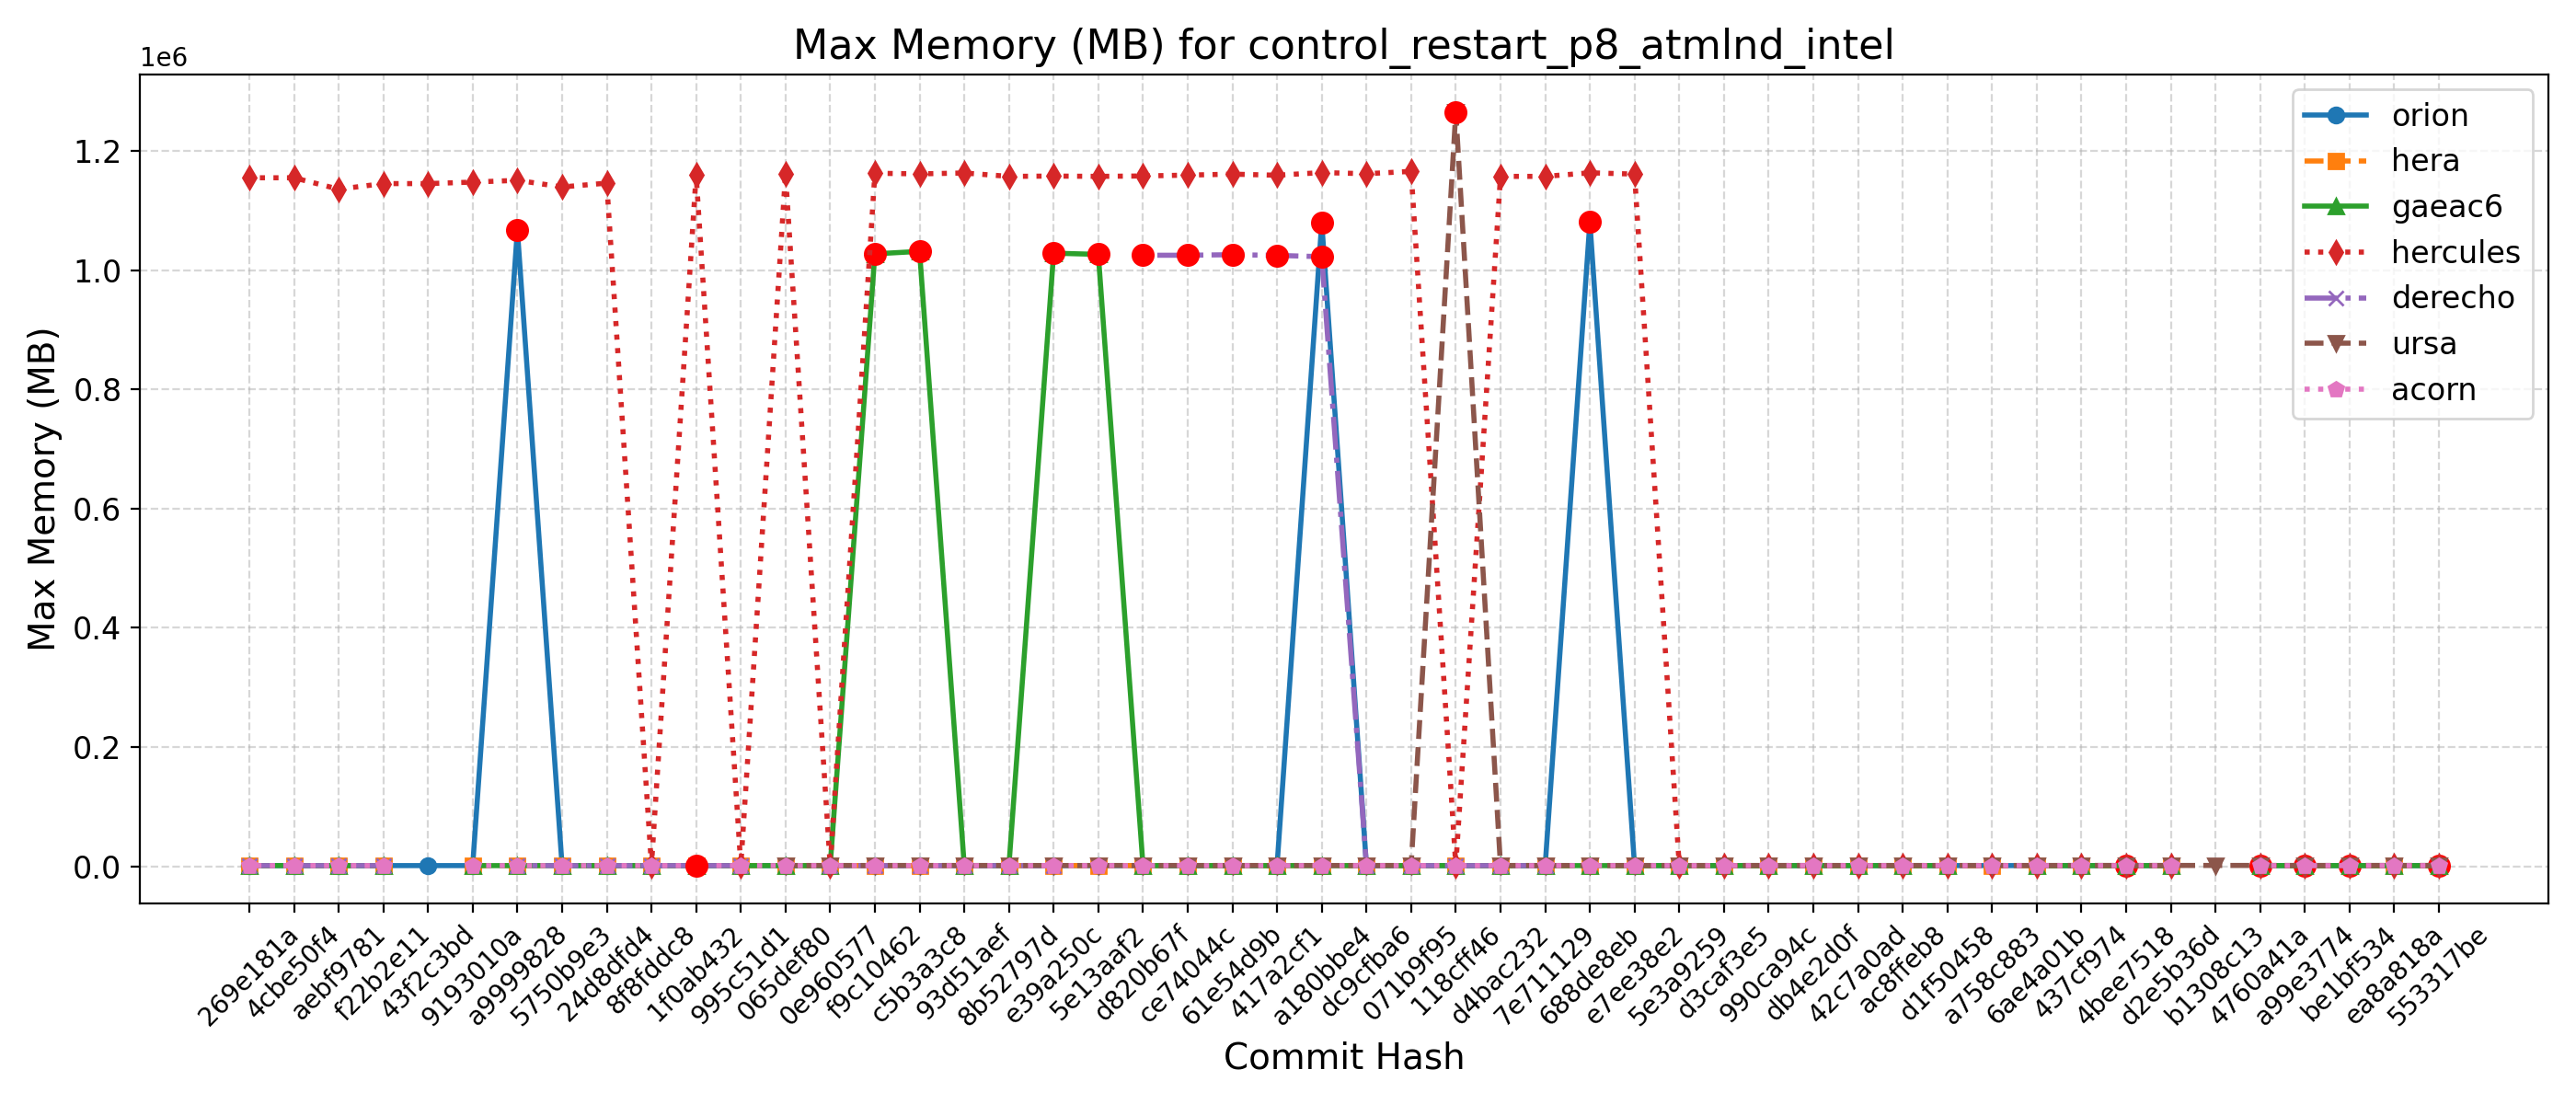 Max Memory (MB) for control_restart_p8_atmlnd_intel
1e6
1.2
1.0
0.8
0.6
0.4
0.2
0.0
Max Memory (MB)
orion
hera
gaeac6
hercules
derecho
ursa
acorn
269e181a
4cbe50f4
aebf9781
f22b2e11
43f2c3bd
9193010a
a9999828
5750b9e3
24d8dfd4
8f8fddc8
1f0ab432
995c51d1
065def80
0e960577
f9c10462
c5b3a3c8
93d51aef
8b52797d
e39a250c
5e13aaf2
d820b67f
ce74044c
61e54d9b
417a2cf1
a180bbe4
dc9cfba6
071b9f95
118cff46
d4bac232
7e711129
688de8eb
e7ee38e2
5e3a9259
d3caf3e5
990ca94c
db4e2d0f
42c7a0ad
ac8ffeb8
d1f50458
a758c883
6ae4a01b
437cf974
4bee7518
d2e5b36d
b1308c13
4760a41a
a99e3774
be1bf534
ea8a818a
553317be
Commit Hash